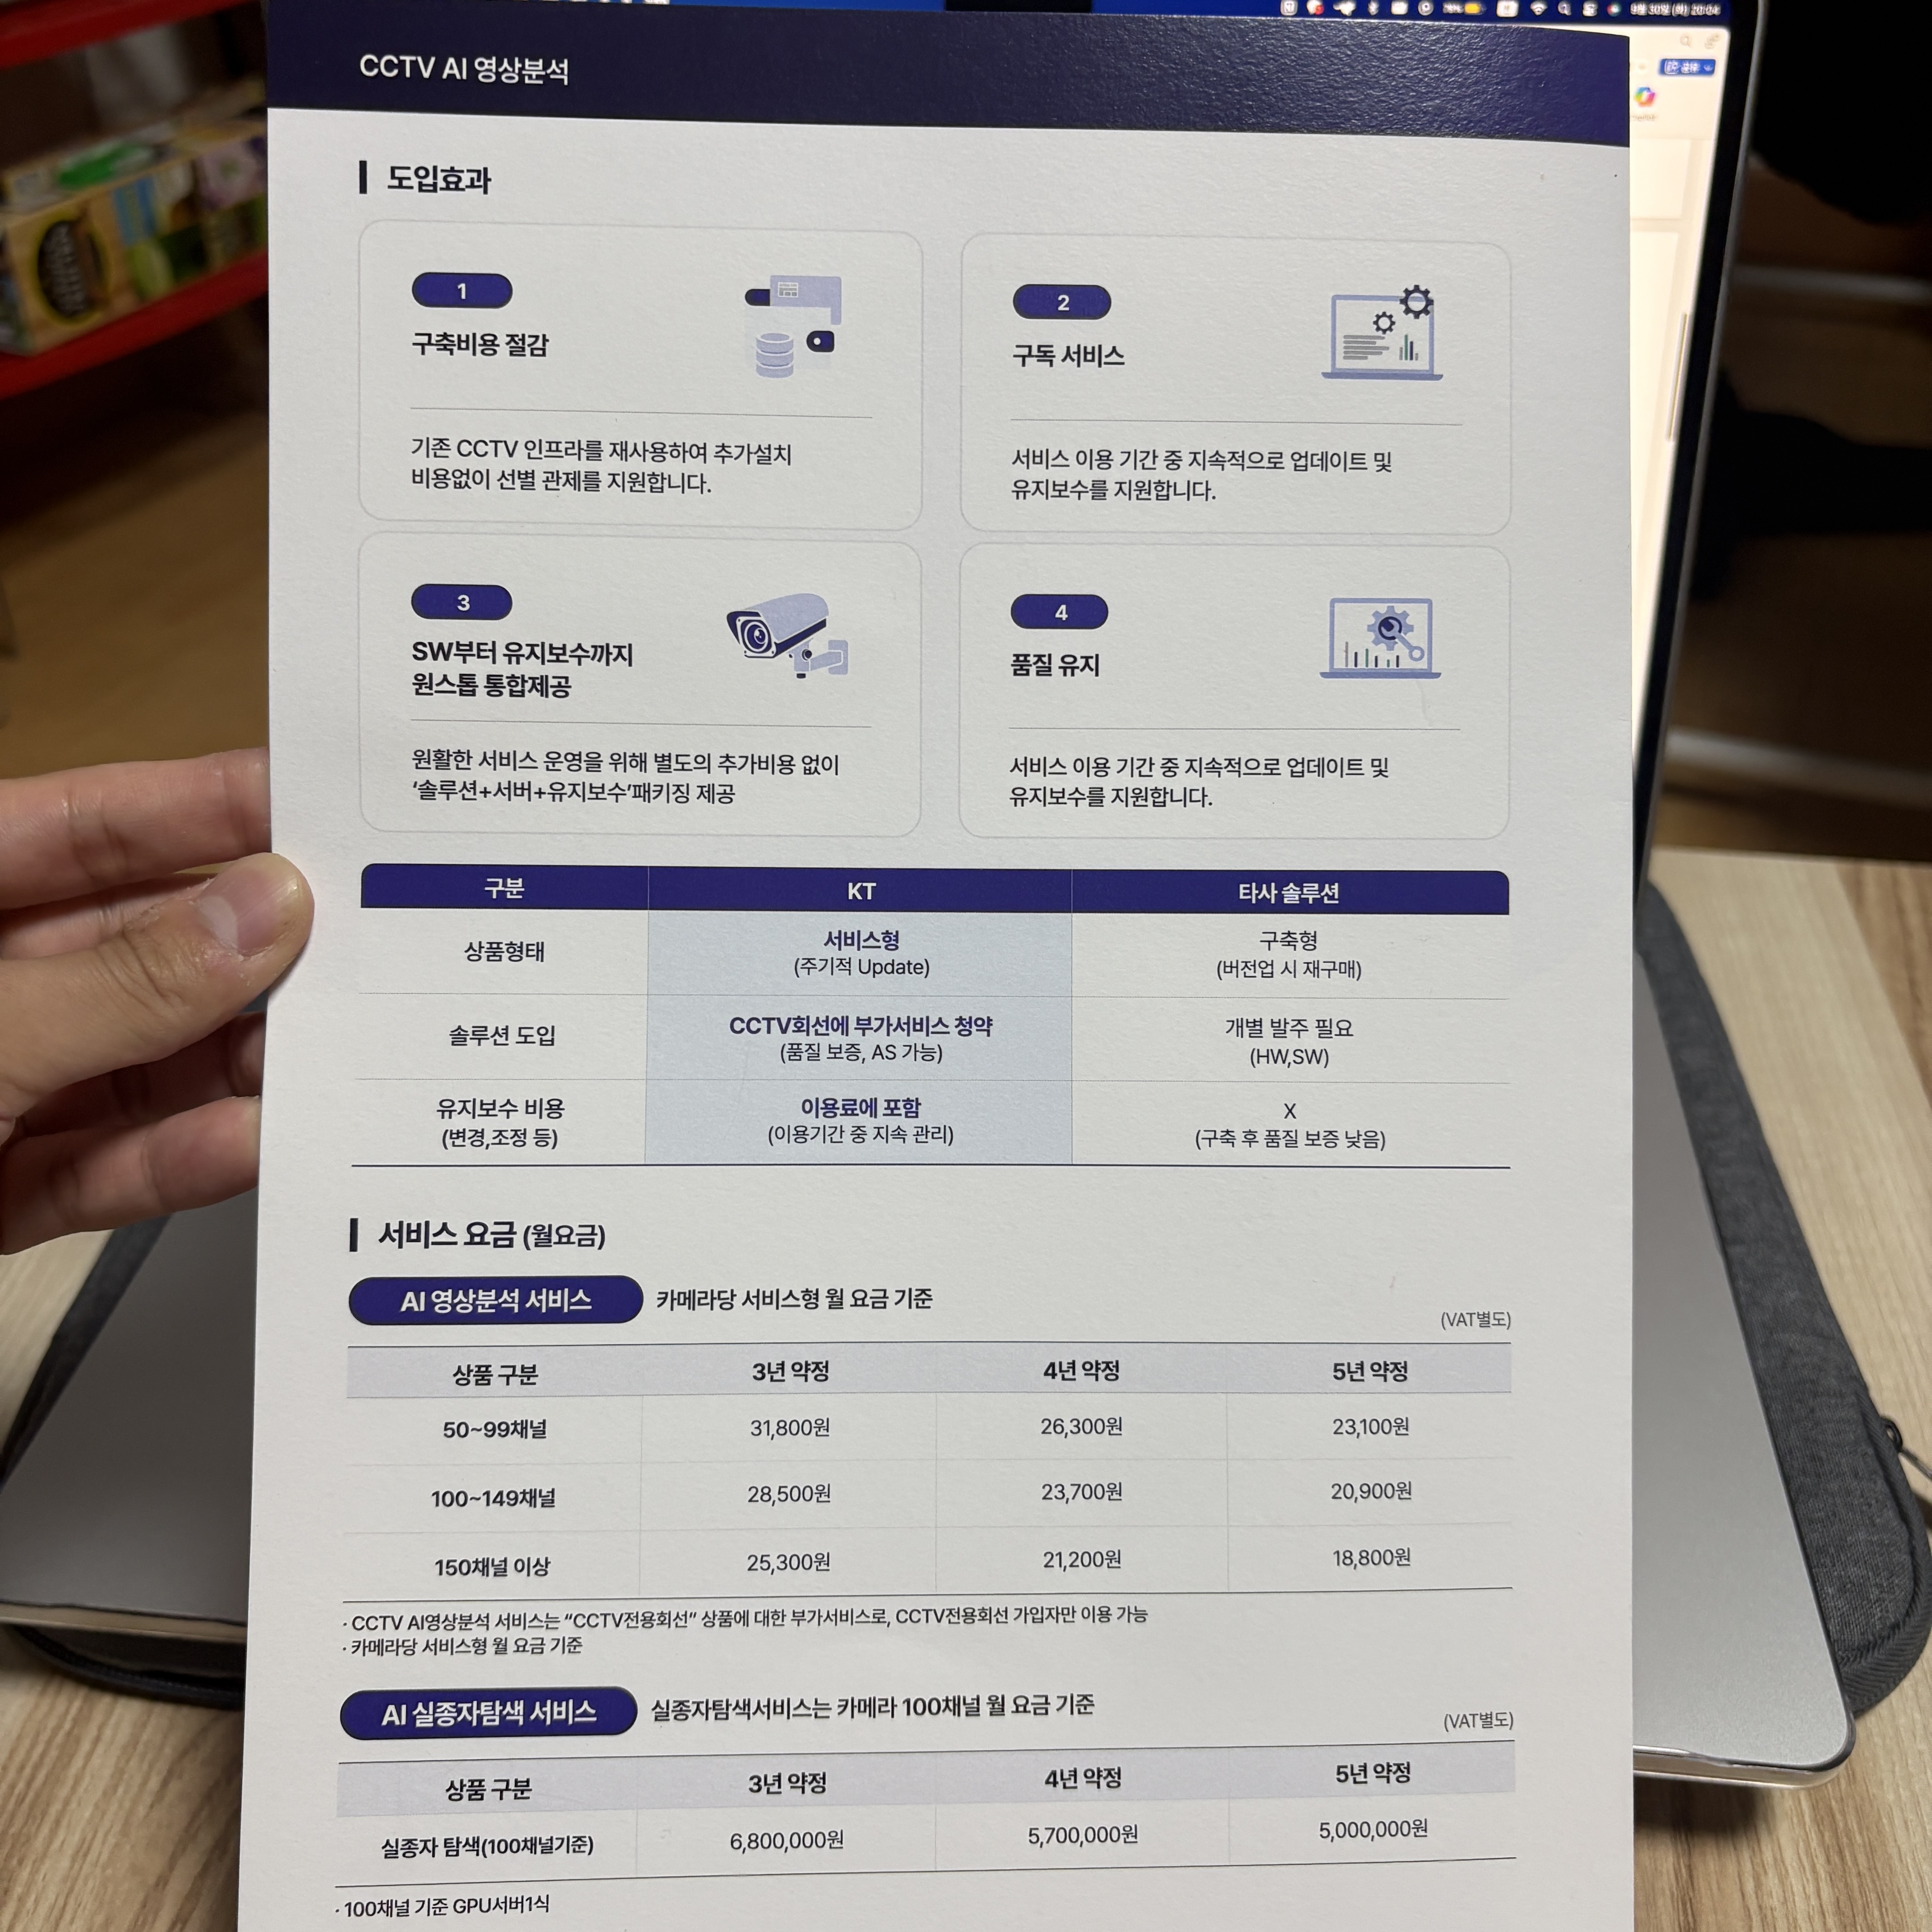 CCTV AI 영상분석
도입효과
1
구축비용 절감
기존 CCTV 인프라를 재사용하여 추가설치
비용없이 선별 관제를 지원합니다.
2
구독 서비스
서비스 이용 기간 중 지속적으로 업데이트 및
유지보수를 지원합니다.
3
SW부터 유지보수까지
원스톱 통합제공
원활한 서비스 운영을 위해 별도의 추가비용 없이
‘솔루션+서버+유지보수’패키징 제공
4
품질 유지
서비스 이용 기간 중 지속적으로 업데이트 및
유지보수를 지원합니다.
구분 KT 타사 솔루션
상품형태 서비스형 구축형
(주기적 Update) (버전업 시 재구매)
솔루션 도입 CCTV회선에 부가서비스 청약 개별 발주 필요
(품질 보증, AS 가능) (HW,SW)
유지보수 비용 이용료에 포함 X
(변경,조정 등) (이용기간 중 지속 관리) (구축 후 품질 보증 낮음)
서비스 요금 (월요금)
AI 영상분석 서비스 카메라당 서비스형 월 요금 기준
(VAT별도)
상품 구분 3년 약정 4년 약정 5년 약정
50~99채널 31,800원 26,300원 23,100원
100~149채널 28,500원 23,700원 20,900원
150채널 이상 25,300원 21,200원 18,800원
· CCTV AI영상분석 서비스는 “CCTV전용회선” 상품에 대한 부가서비스로, CCTV전용회선 가입자만 이용 가능
· 카메라당 서비스형 월 요금 기준
AI 실종자탐색 서비스 실종자탐색서비스는 카메라 100채널 월 요금 기준
(VAT별도)
상품 구분 3년 약정 4년 약정 5년 약정
실종자 탐색(100채널기준) 6,800,000원 5,700,000원 5,000,000원
· 100채널 기준 GPU서버1식